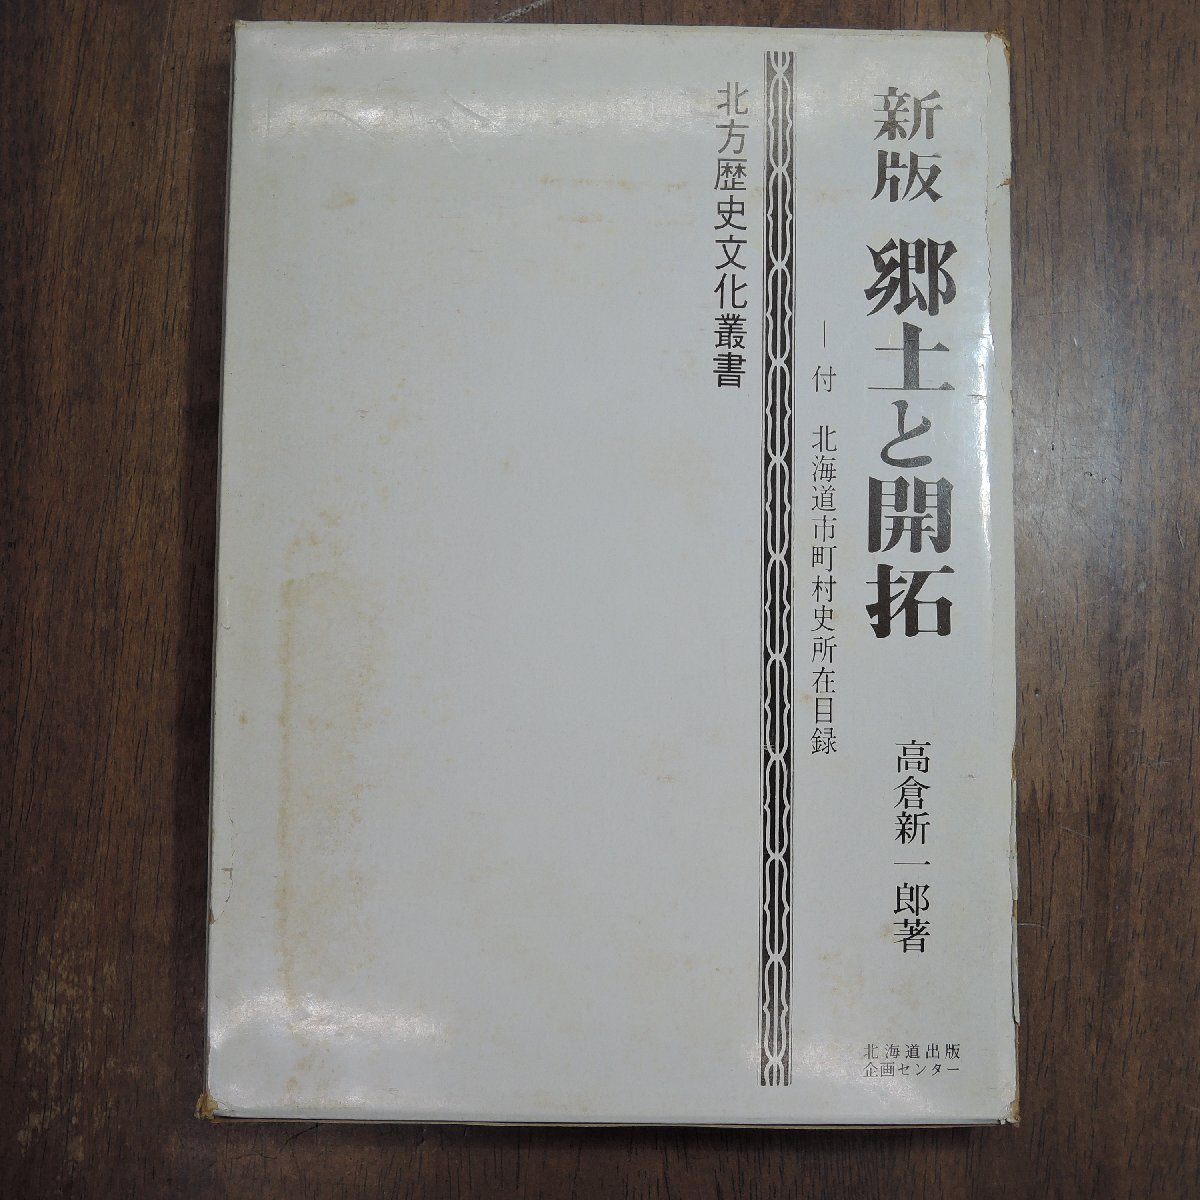 新版 郷土と開拓
―付 北海道市町村史所在目録
北方歴史文化叢書
高倉新一郎著
北海道出版
企画センター